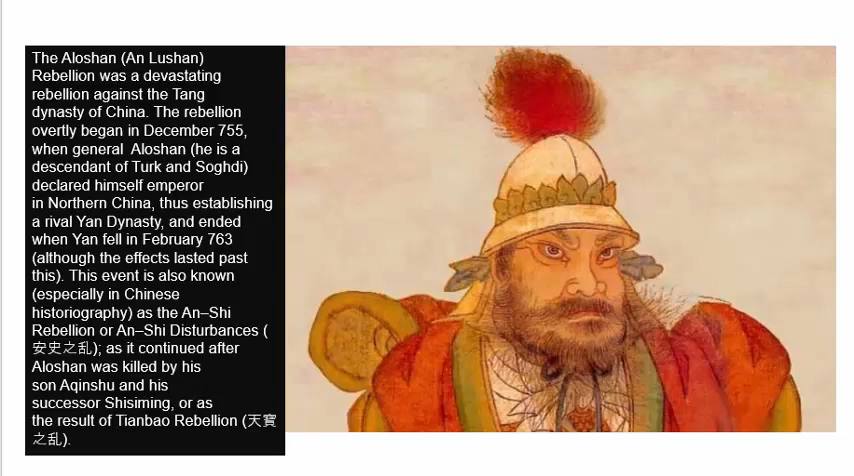 The Aloshan (An Lushan)
Rebellion was a devastating
rebellion against the Tang
dynasty of China. The rebellion
overtly began in December 755,
when general  Aloshan (he is a
descendant of Turk and Soghdi)
declared himself emperor
in Northern China, thus establishing
a rival Yan Dynasty, and ended
when Yan fell in February 763
(although the effects lasted past
this). This event is also known
(especially in Chinese
historiography) as the An–Shi
Rebellion or An–Shi Disturbances (
安史之乱); as it continued after
Aloshan was killed by his
son Aqinshu and his
successor Shisiming, or as
the result of Tianbao Rebellion (天寶
之乱).